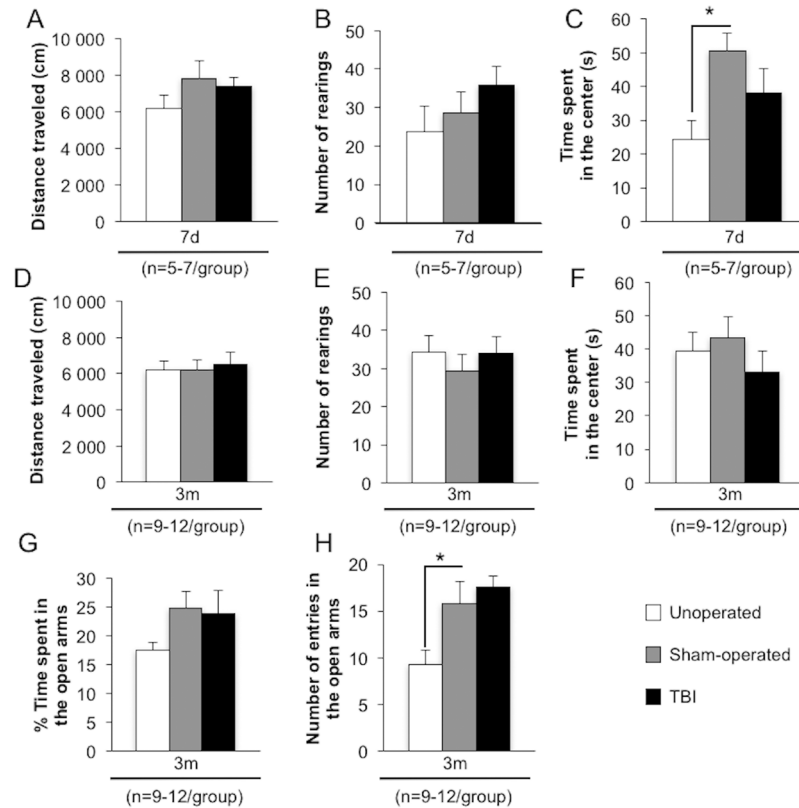 A
Distance traveled (cm)
10 000
8 000
6 000
4 000
2 000
0
7d
(n=5-7/group)
B
Number of rearings
50
40
30
20
10
0
7d
(n=5-7/group)
C
Time spent
in the center (s)
60
50
40
30
20
10
0
*
7d
(n=5-7/group)
D
Distance traveled (cm)
10 000
8 000
6 000
4 000
2 000
0
3m
(n=9-12/group)
E
Number of rearings
50
40
30
20
10
0
3m
(n=9-12/group)
F
Time spent
in the center (s)
60
50
40
30
20
10
0
3m
(n=9-12/group)
G
% Time spent in
the open arms
30
25
20
15
10
5
0
3m
(n=9-12/group)
H
Number of entries in
the open arms
20
15
10
5
0
*
3m
(n=9-12/group)
Unoperated
Sham-operated
TBI